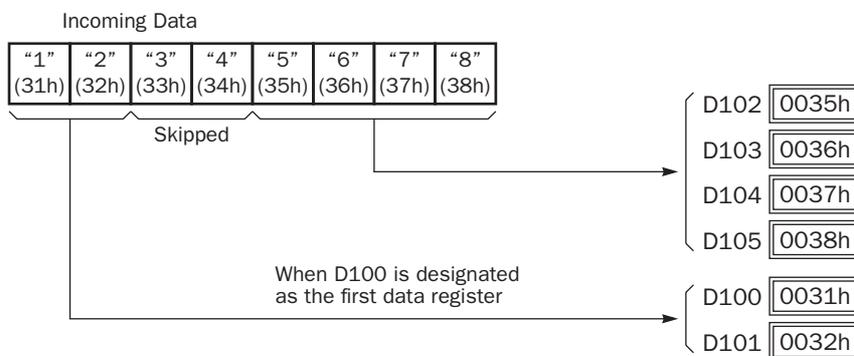 Incoming Data
“1” “2” “3” “4” “5” “6” “7” “8”
(31h) (32h) (33h) (34h) (35h) (36h) (37h) (38h)
Skipped
D102 0035h
D103 0036h
D104 0037h
D105 0038h
When D100 is designated
as the first data register
D100 0031h
D101 0032h